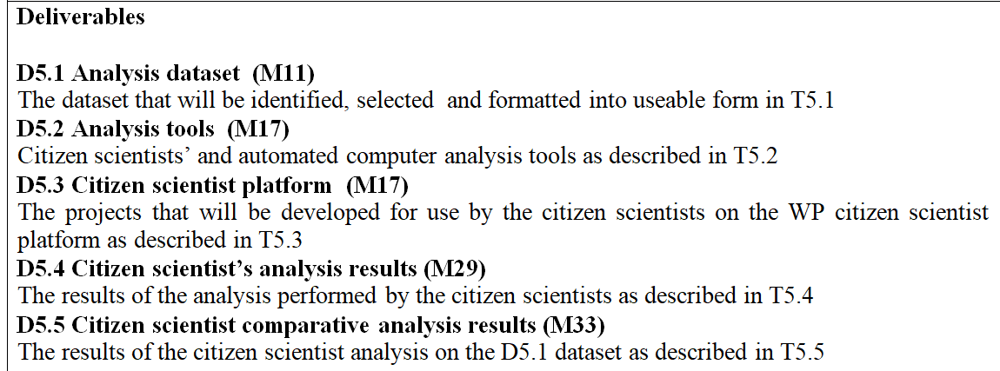 Deliverables
D5.1 Analysis dataset  (M11)
The dataset that will be identified, selected  and formatted into useable form in T5.1
D5.2 Analysis tools  (M17)
Citizen scientists’ and automated computer analysis tools as described in T5.2
D5.3 Citizen scientist platform  (M17)
The projects that will be developed for use by the citizen scientists on the WP citizen scientist
platform as described in T5.3
D5.4 Citizen scientist’s analysis results (M29)
The results of the analysis performed by the citizen scientists as described in T5.4
D5.5 Citizen scientist comparative analysis results (M33)
The results of the citizen scientist analysis on the D5.1 dataset as described in T5.5